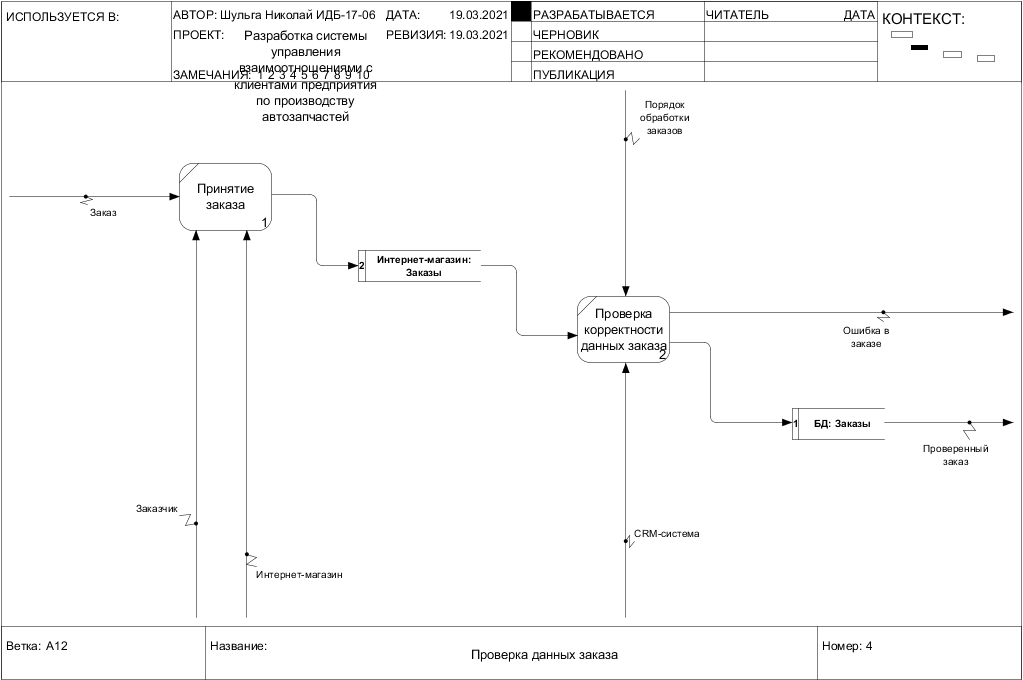 ИСПОЛЬЗУЕТСЯ В:
АВТОР: Шульга Николай ИДБ-17-06 ДАТА: 19.03.2021
ПРОЕКТ: Разработка системы управления взаимоотношениями с клиентами предприятия по производству автозапчастей
РЕВИЗИЯ: 19.03.2021
ЗАМЕЧАНИЯ: 1 2 3 4 5 6 7 8 9 10
РАЗРАБАТЫВАЕТСЯ
ЧЕРНОВИК
РЕКОМЕНДОВАНО
ПУБЛИКАЦИЯ
ЧИТАТЕЛЬ ДАТА
КОНТЕКСТ:
Порядок
обработки
заказов
Принятие
заказа
1
Заказ
2
Интернет-магазин:
Заказы
Проверка
корректности
данных заказа
2
Ошибка в
заказе
1 БД: Заказы
Проверенный
заказ
Заказчик
CRM-система
Интернет-магазин
Ветка: A12
Название:
Проверка данных заказа
Номер: 4